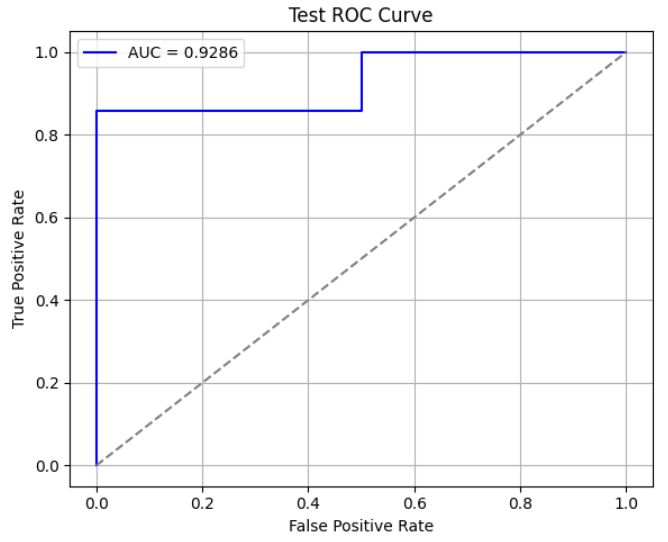 Test ROC Curve
AUC = 0.9286
True Positive Rate
1.0
0.8
0.6
0.4
0.2
0.0
0.0 0.2 0.4 0.6 0.8 1.0
False Positive Rate